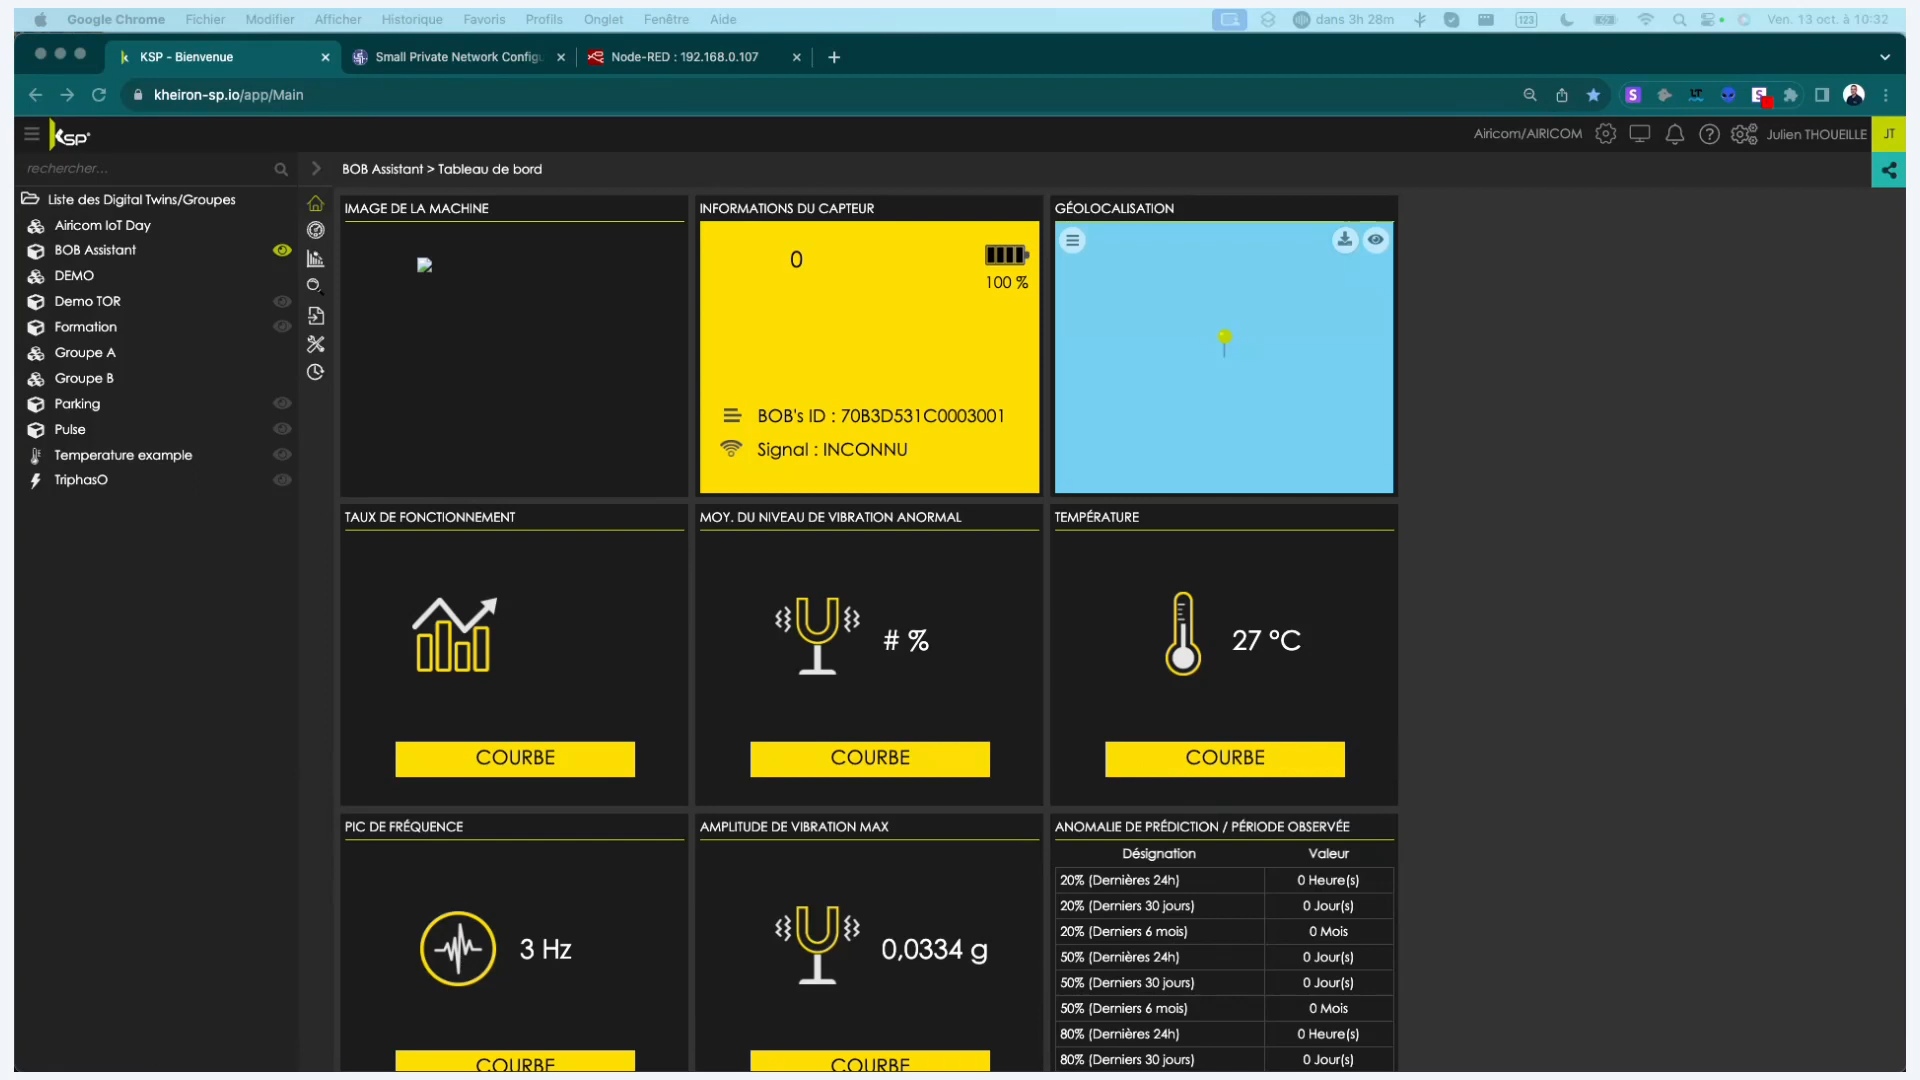 Google Chrome Fichier Modifier Afficher Historique Favoris Profils Onglet Fenêtre Aide dans 3h 28m 123 Ven. 13 oct. à 10:32
KSP - Bienvenue Small Private Network Config Node-RED : 192.168.0.107
kheiron-sp.io/app/Main
KSP Airicom/AIRICOM Julien THOUEILLE JT
rechercher...
BOB Assistant > Tableau de bord
Liste des Digital Twins/Groupes
Airicom IoT Day
BOB Assistant
DEMO
Demo TOR
Formation
Groupe A
Groupe B
Parking
Pulse
Temperature example
TriphasO
IMAGE DE LA MACHINE
INFORMATIONS DU CAPTEUR
0
100 %
BOB's ID : 70B3D531C0003001
Signal : INCONNU
GÉOLOCALISATION
TAUX DE FONCTIONNEMENT
COURBE
MOY. DU NIVEAU DE VIBRATION ANORMAL
# %
COURBE
TEMPÉRATURE
27 °C
COURBE
PIC DE FRÉQUENCE
3 Hz
COURBE
AMPLITUDE DE VIBRATION MAX
0,0334 g
COURBE
ANOMALIE DE PRÉDICTION / PÉRIODE OBSERVÉE
Désignation Valeur
20% (Dernières 24h) 0 Heure(s)
20% (Derniers 30 jours) 0 Jour(s)
20% (Derniers 6 mois) 0 Mois
50% (Dernières 24h) 0 Jour(s)
50% (Derniers 30 jours) 0 Jour(s)
50% (Derniers 6 mois) 0 Mois
80% (Dernières 24h) 0 Heure(s)
80% (Derniers 30 jours) 0 Jour(s)